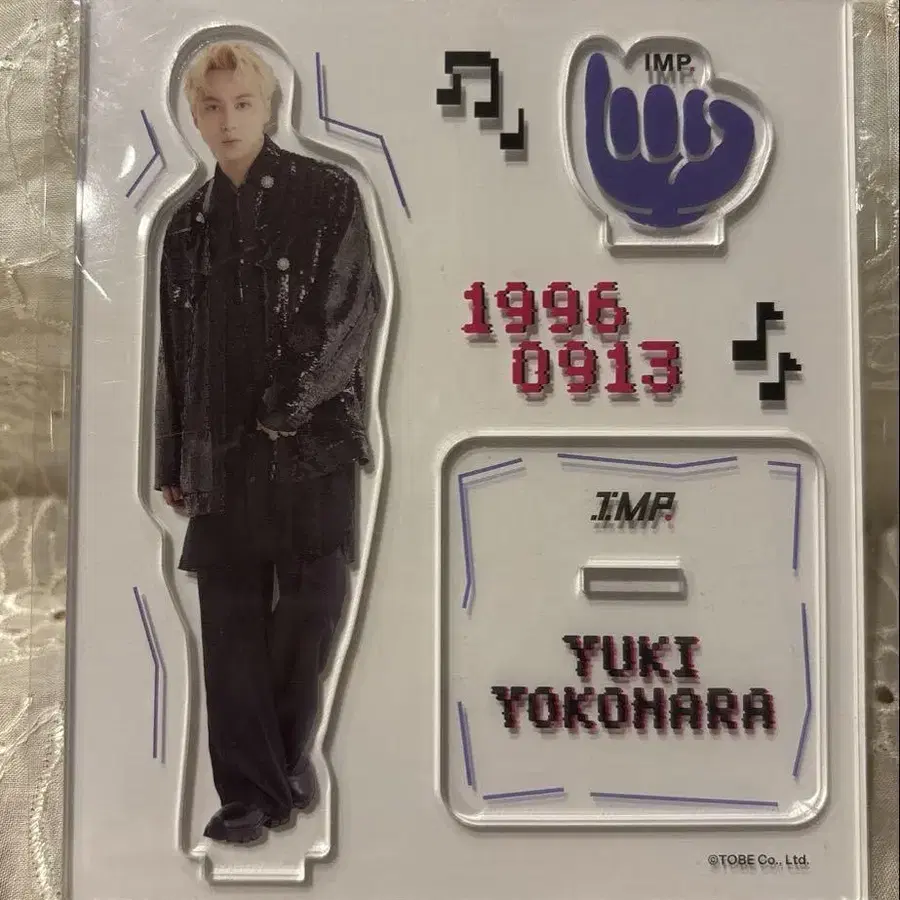 IMP.
1996
0913
IMP.
YUKI
YOKOHARA
©TOBE Co., Ltd.